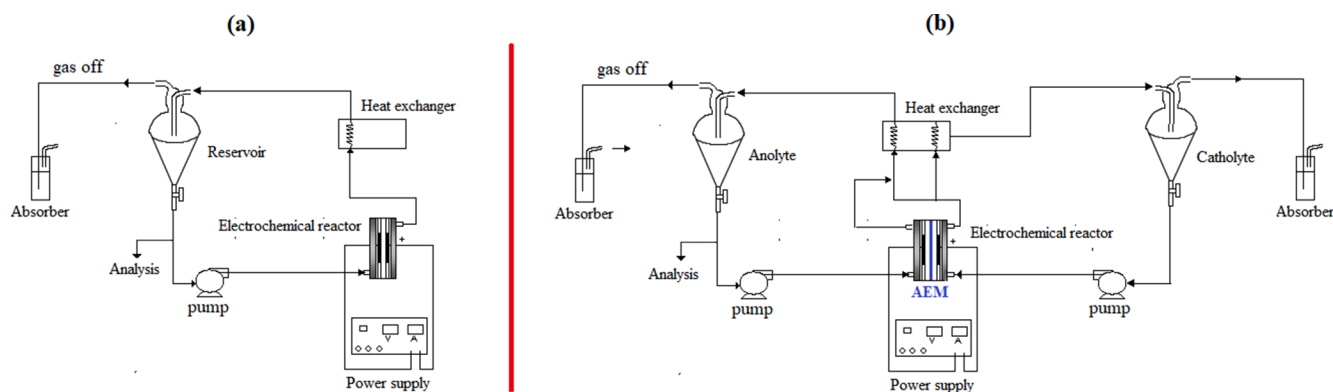 (a)
gas off
Heat exchanger
Reservoir
Absorber
Electrochemical reactor
+
Analysis
pump
V
A
Power supply
(b)
gas off
Heat exchanger
Anolyte
Catholyte
Absorber
Absorber
Electrochemical reactor
+
Analysis
AEM
pump
pump
V
A
Power supply